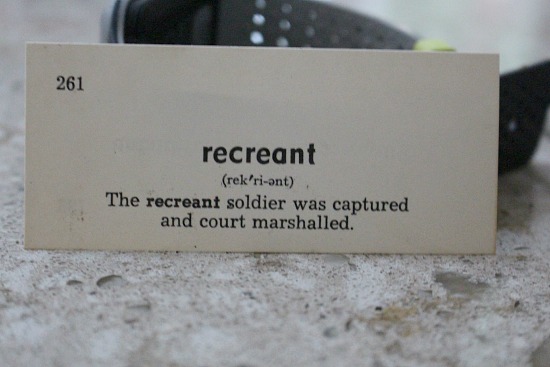 261
recreant
(rek′ri-ənt)
The recreant soldier was captured
and court marshalled.